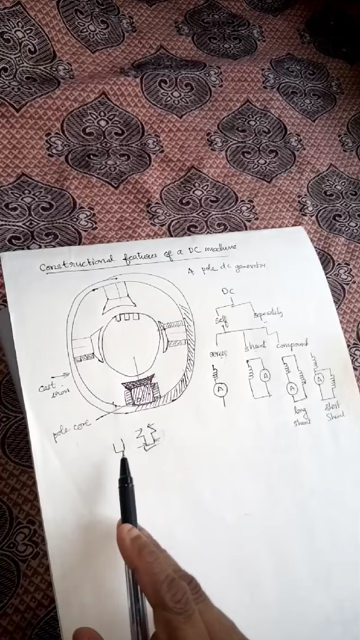 Constructional features of a DC machine
4 pole dc generator
DC
self
separately
series
shunt
compound
A
A
A
A
cast
iron
pole core
long
shunt
short
shunt